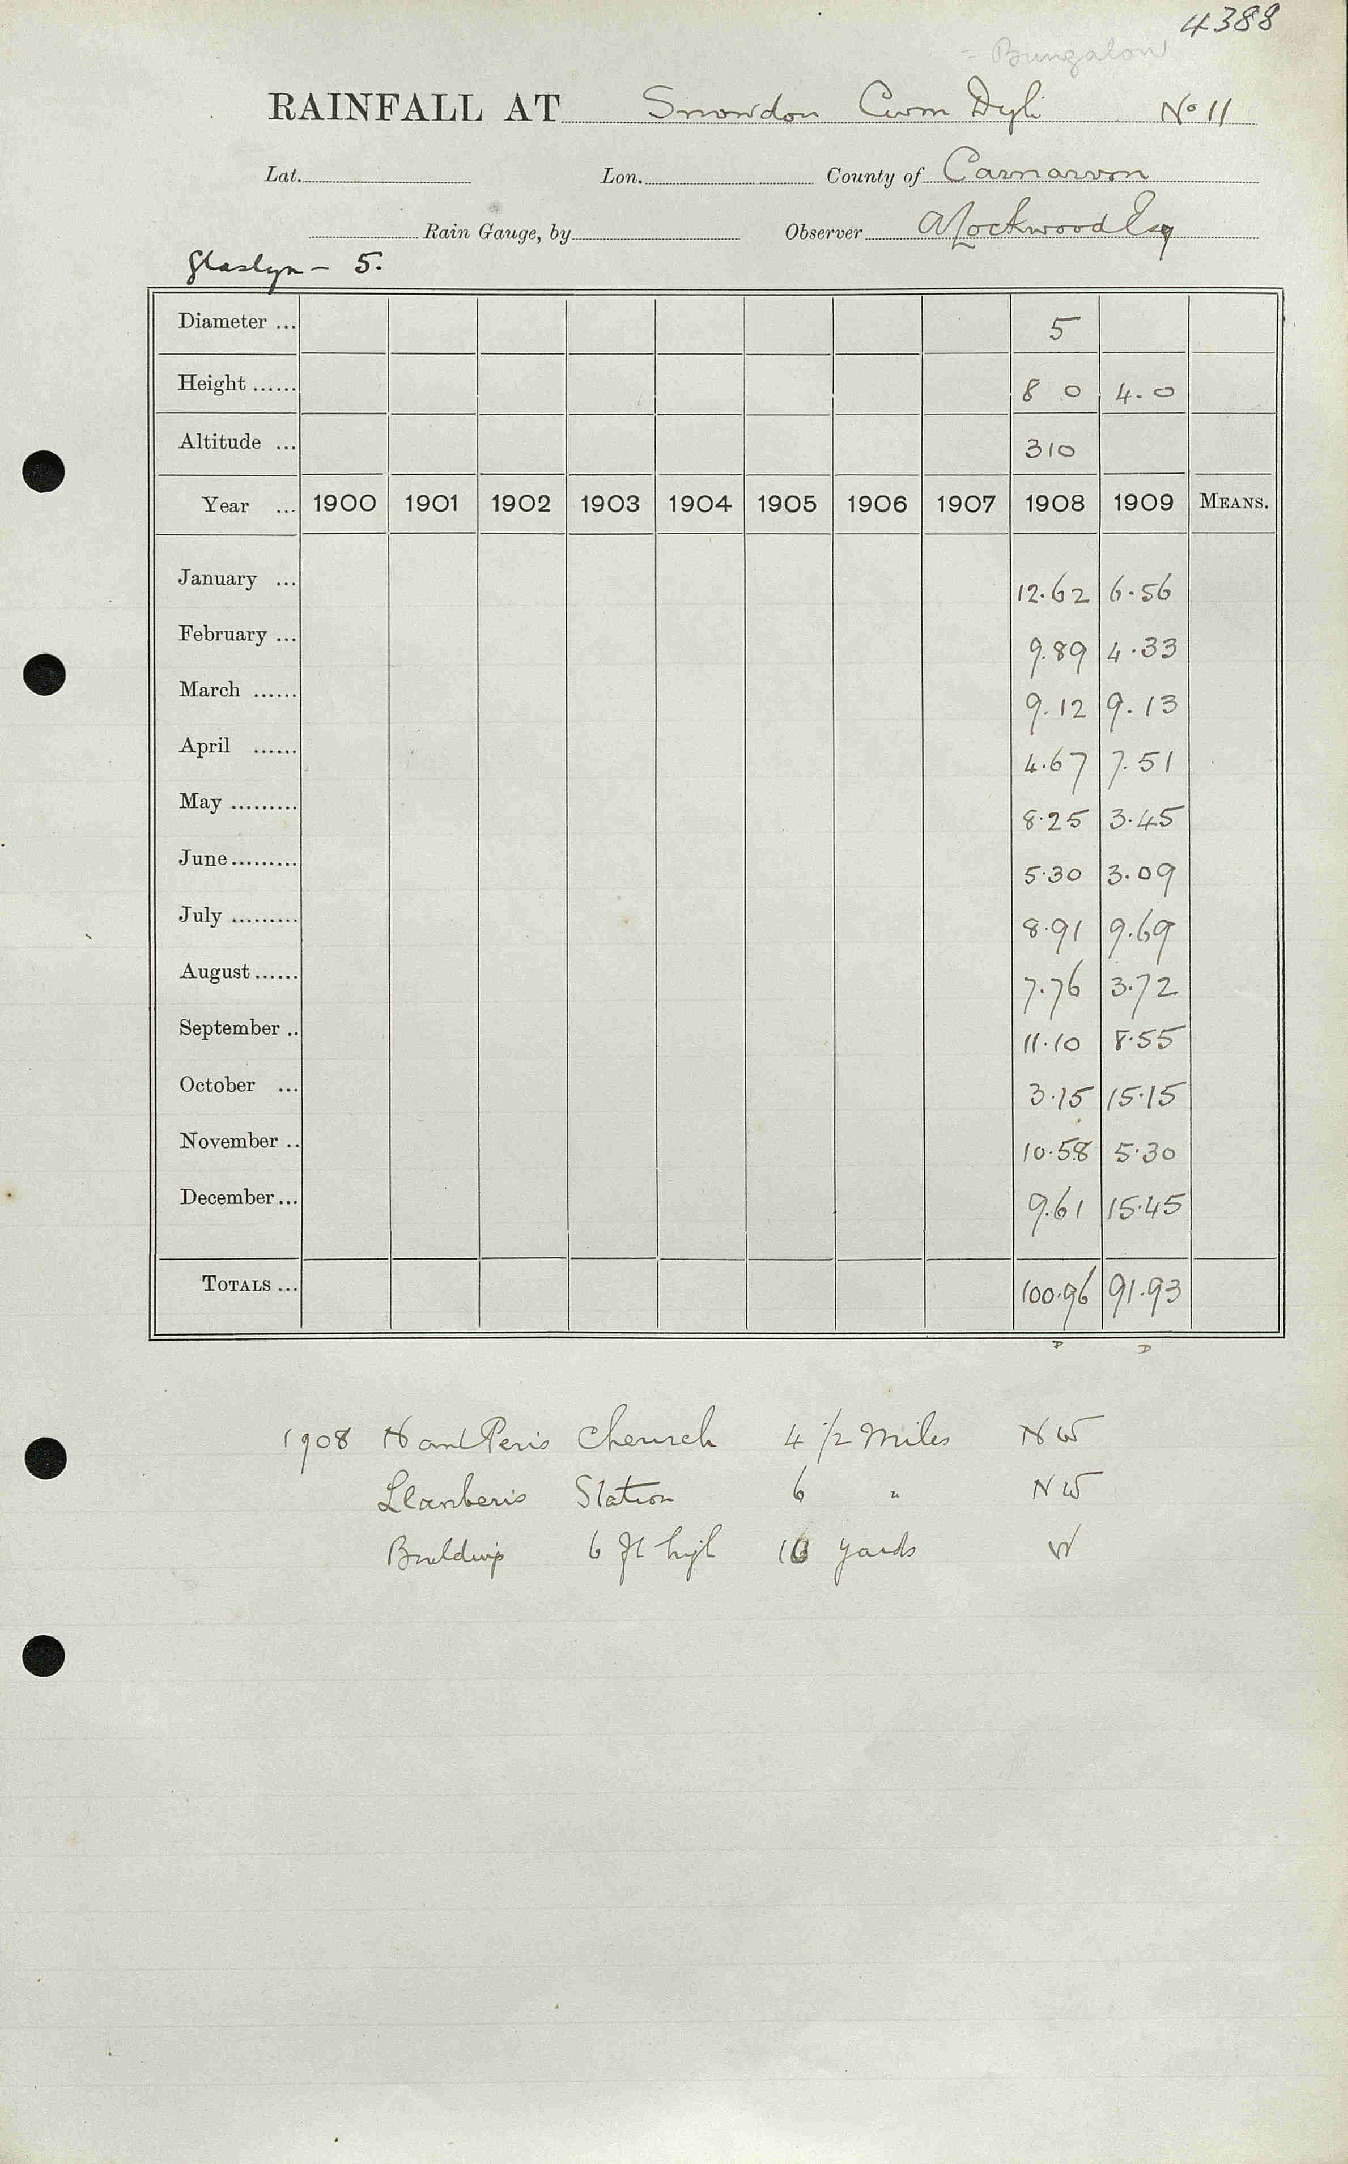 4388
Bungalow
RAINFALL AT Snowdon Cwm Dyli No 11
Lat. Lon. County of Carnarvon
Rain Gauge, by Observer A Lockwood Esq
Glaslyn - 5.
Diameter ... 5
Height ...... 8 0 4.0
Altitude ... 310
Year ... 1900 1901 1902 1903 1904 1905 1906 1907 1908 1909 MEANS.
January ... 12.62 6.56
February ... 9.89 4.33
March ...... 9.12 9.13
April ...... 4.67 7.51
May ......... 8.25 3.45
June ......... 5.30 3.09
July ......... 8.91 9.69
August ...... 7.76 3.72
September .. 11.10 8.55
October ... 3.15 15.15
November .. 10.58 5.30
December ... 9.61 15.45
TOTALS ... 100.96 91.93
D D
1908 Nant Peris Church 4 1/2 Miles NW
Llanberis Station 6 " NW
Building 6 ft high yards W